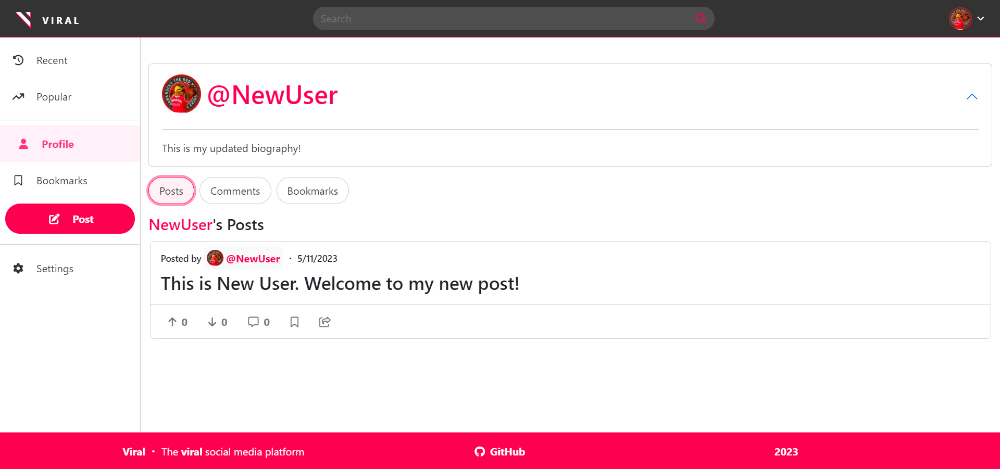 VIRAL
Search
Recent
Popular
Profile
Bookmarks
Post
Settings
@NewUser
This is my updated biography!
Posts
Comments
Bookmarks
NewUser's Posts
Posted by @NewUser · 5/11/2023
This is New User. Welcome to my new post!
0 0 0
Viral · The viral social media platform
GitHub
2023